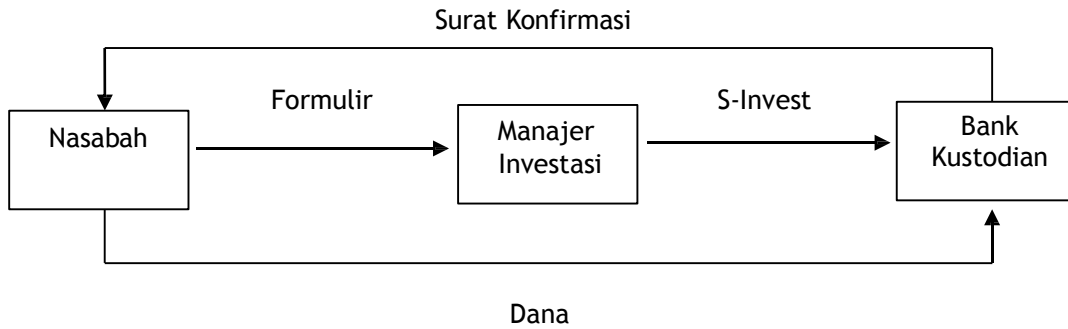 Surat Konfirmasi
Formulir
S-Invest
Nasabah
Manajer
Investasi
Bank
Kustodian
Dana